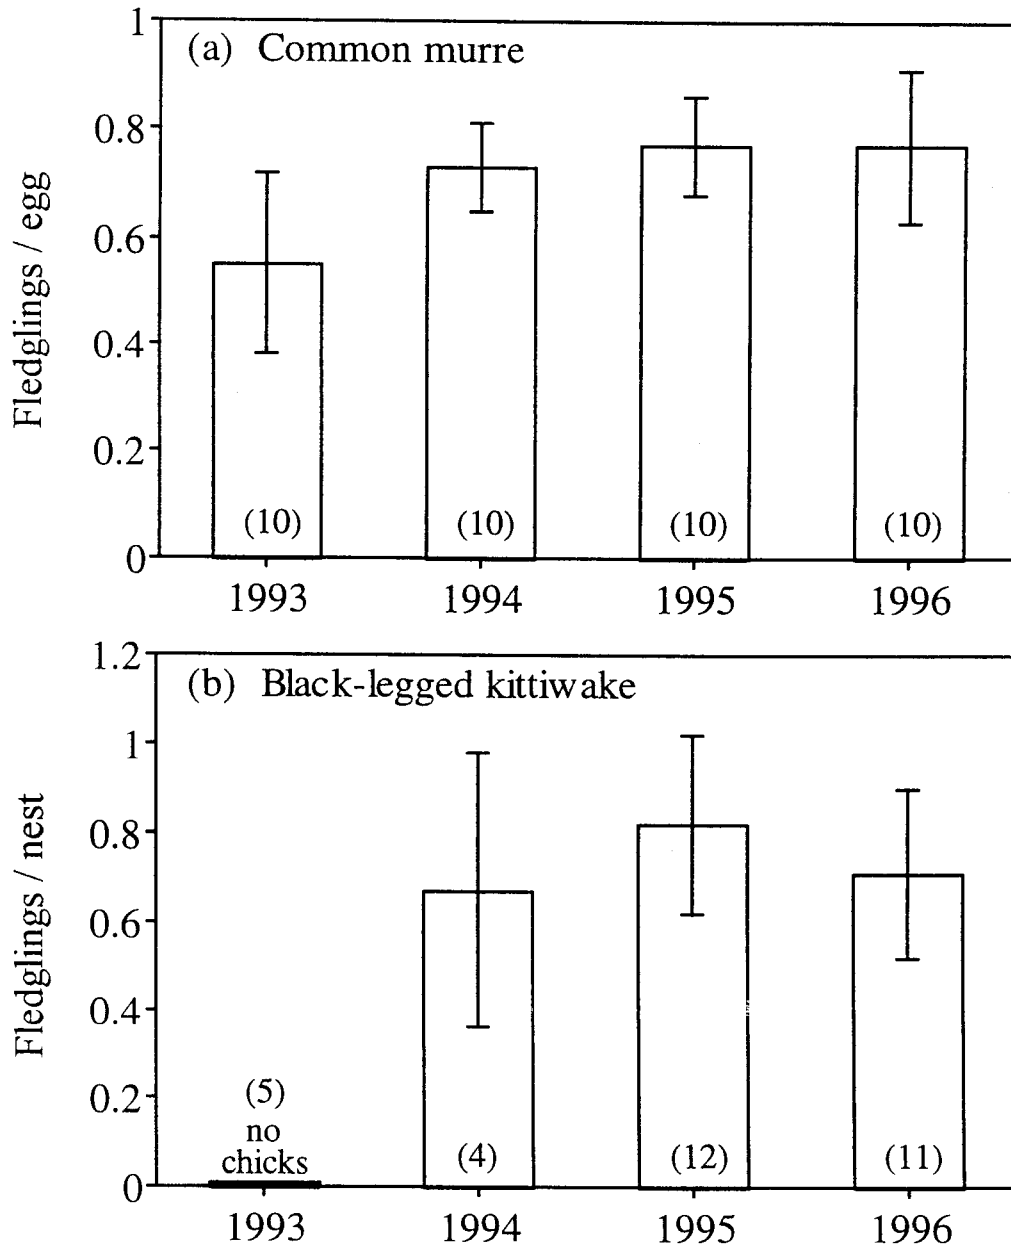 (a) Common murre
Fledglings / egg
1
0.8
0.6
0.4
0.2
0
(10) (10) (10) (10)
1993 1994 1995 1996
(b) Black-legged kittiwake
Fledglings / nest
1.2
1
0.8
0.6
0.4
0.2
0
(5)
no
chicks
(4) (12) (11)
1993 1994 1995 1996